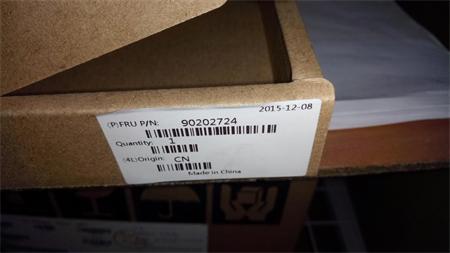 2015-12-08
(P)FRU P/N: 90202724
Quantity: 1
(4L)Origin: CN
Made in China